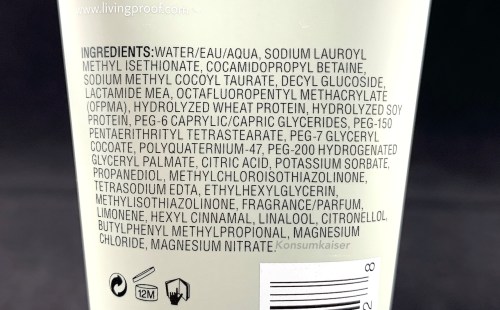 www.livingproof.com
INGREDIENTS:WATER/EAU/AQUA, SODIUM LAUROYL
METHYL ISETHIONATE, COCAMIDOPROPYL BETAINE,
SODIUM METHYL COCOYL TAURATE, DECYL GLUCOSIDE,
LACTAMIDE MEA, OCTAFLUOROPENTYL METHACRYLATE
(OFPMA), HYDROLYZED WHEAT PROTEIN, HYDROLYZED SOY
PROTEIN, PEG-6 CAPRYLIC/CAPRIC GLYCERIDES, PEG-150
PENTAERITHRITYL TETRASTEARATE, PEG-7 GLYCERYL
COCOATE, POLYQUATERNIUM-47, PEG-200 HYDROGENATED
GLYCERYL PALMATE, CITRIC ACID, POTASSIUM SORBATE,
PROPANEDIOL, METHYLCHLOROISOTHIAZOLINONE,
TETRASODIUM EDTA, ETHYLHEXYLGLYCERIN,
METHYLISOTHIAZOLINONE, FRAGRANCE/PARFUM,
LIMONENE, HEXYL CINNAMAL, LINALOOL, CITRONELLOL,
BUTYLPHENYL METHYLPROPIONAL, MAGNESIUM
CHLORIDE, MAGNESIUM NITRATE.
Konsumkaiser
12M
28